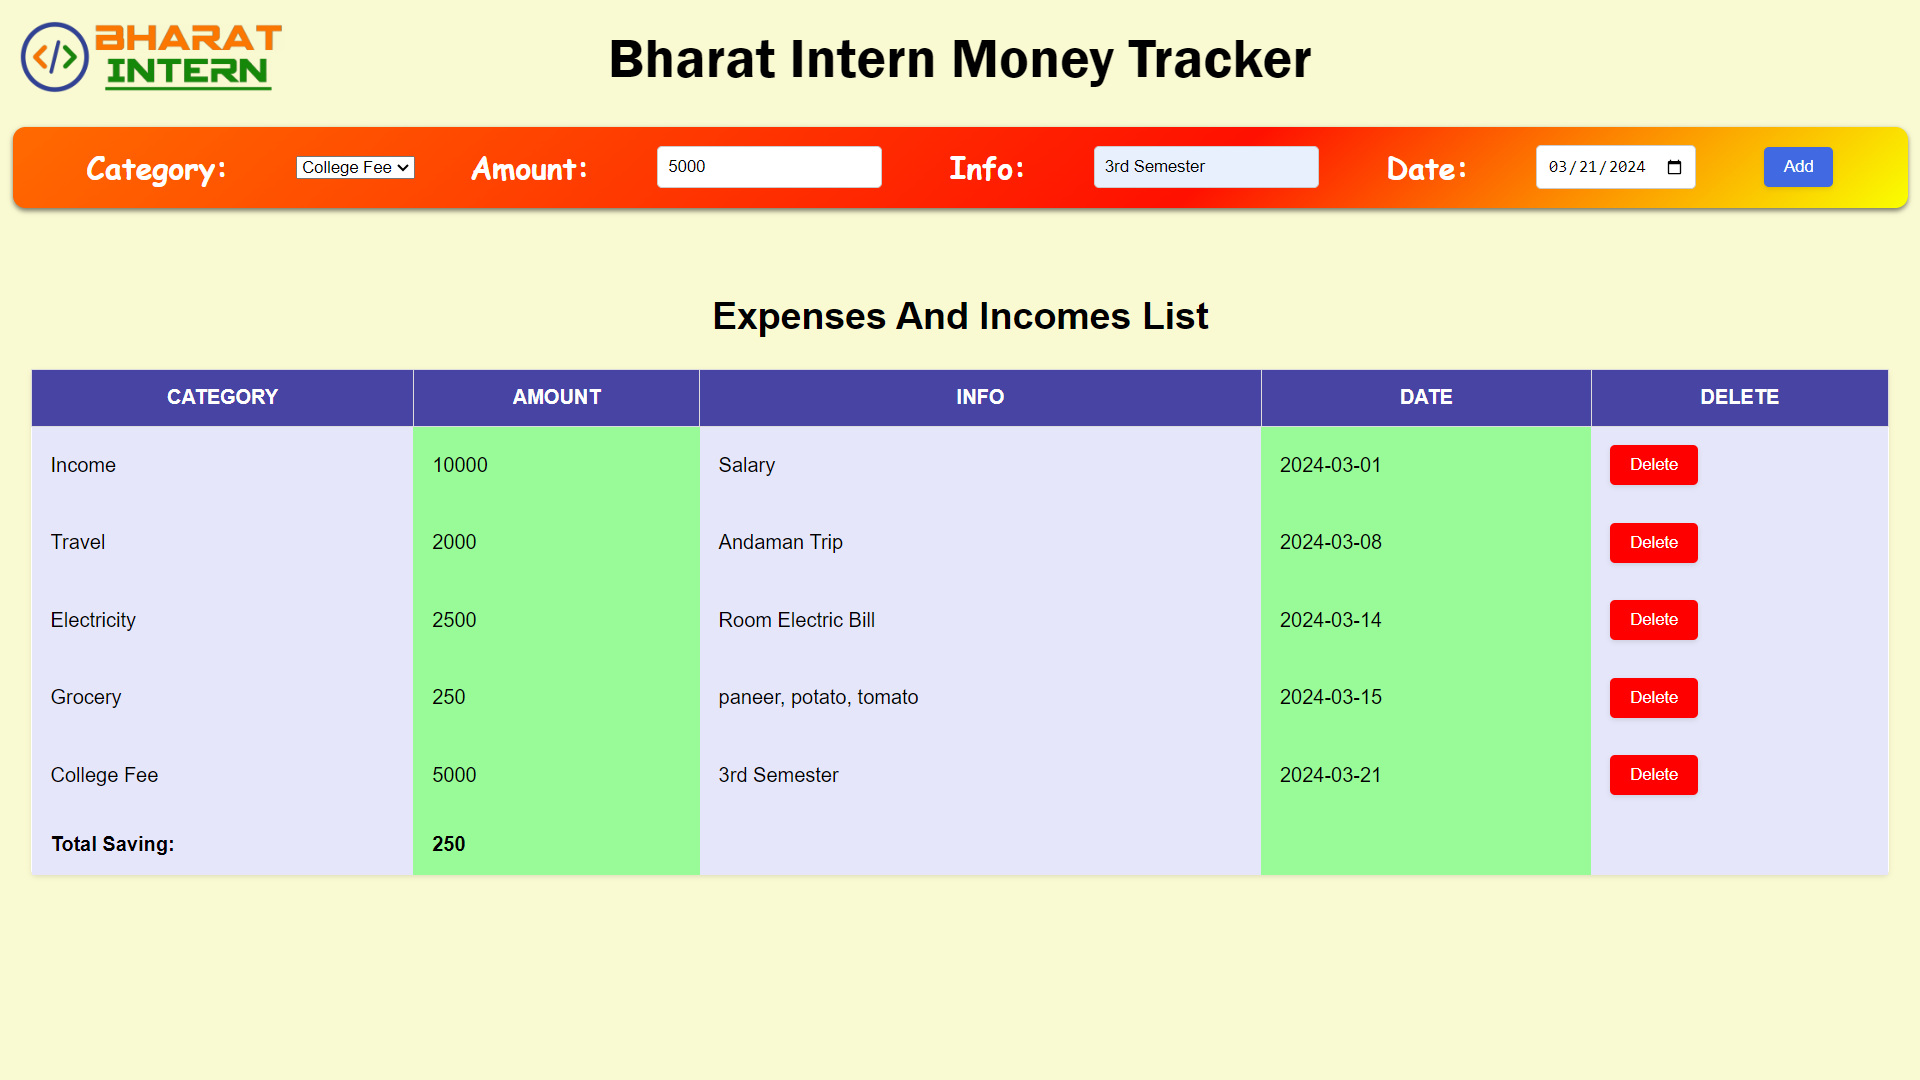 BHARAT
INTERN
Bharat Intern Money Tracker
Category: College Fee Amount: 5000 Info: 3rd Semester Date: 03/21/2024 Add
Expenses And Incomes List
CATEGORY AMOUNT INFO DATE DELETE
Income 10000 Salary 2024-03-01 Delete
Travel 2000 Andaman Trip 2024-03-08 Delete
Electricity 2500 Room Electric Bill 2024-03-14 Delete
Grocery 250 paneer, potato, tomato 2024-03-15 Delete
College Fee 5000 3rd Semester 2024-03-21 Delete
Total Saving: 250